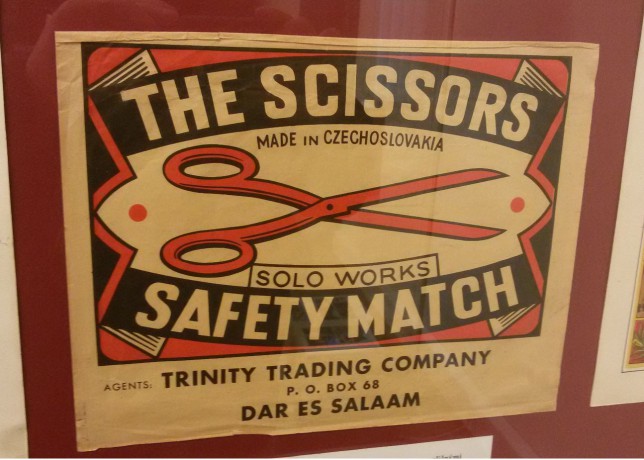 THE SCISSORS
MADE IN CZECHOSLOVAKIA
SOLO WORKS
SAFETY MATCH
AGENTS: TRINITY TRADING COMPANY
P. O. BOX 68
DAR ES SALAAM